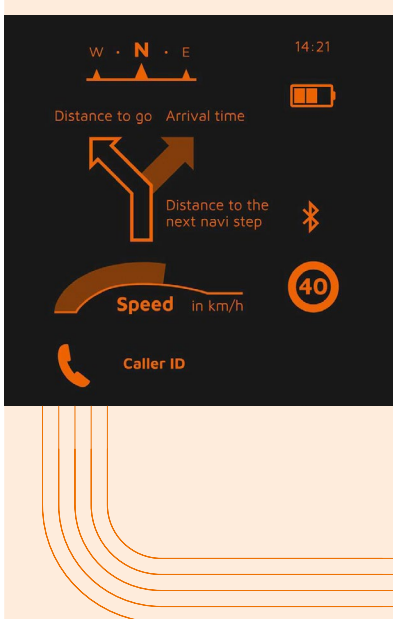 W · N · E
14:21
Distance to go
Arrival time
Distance to the
next navi step
40
Speed in km/h
Caller ID